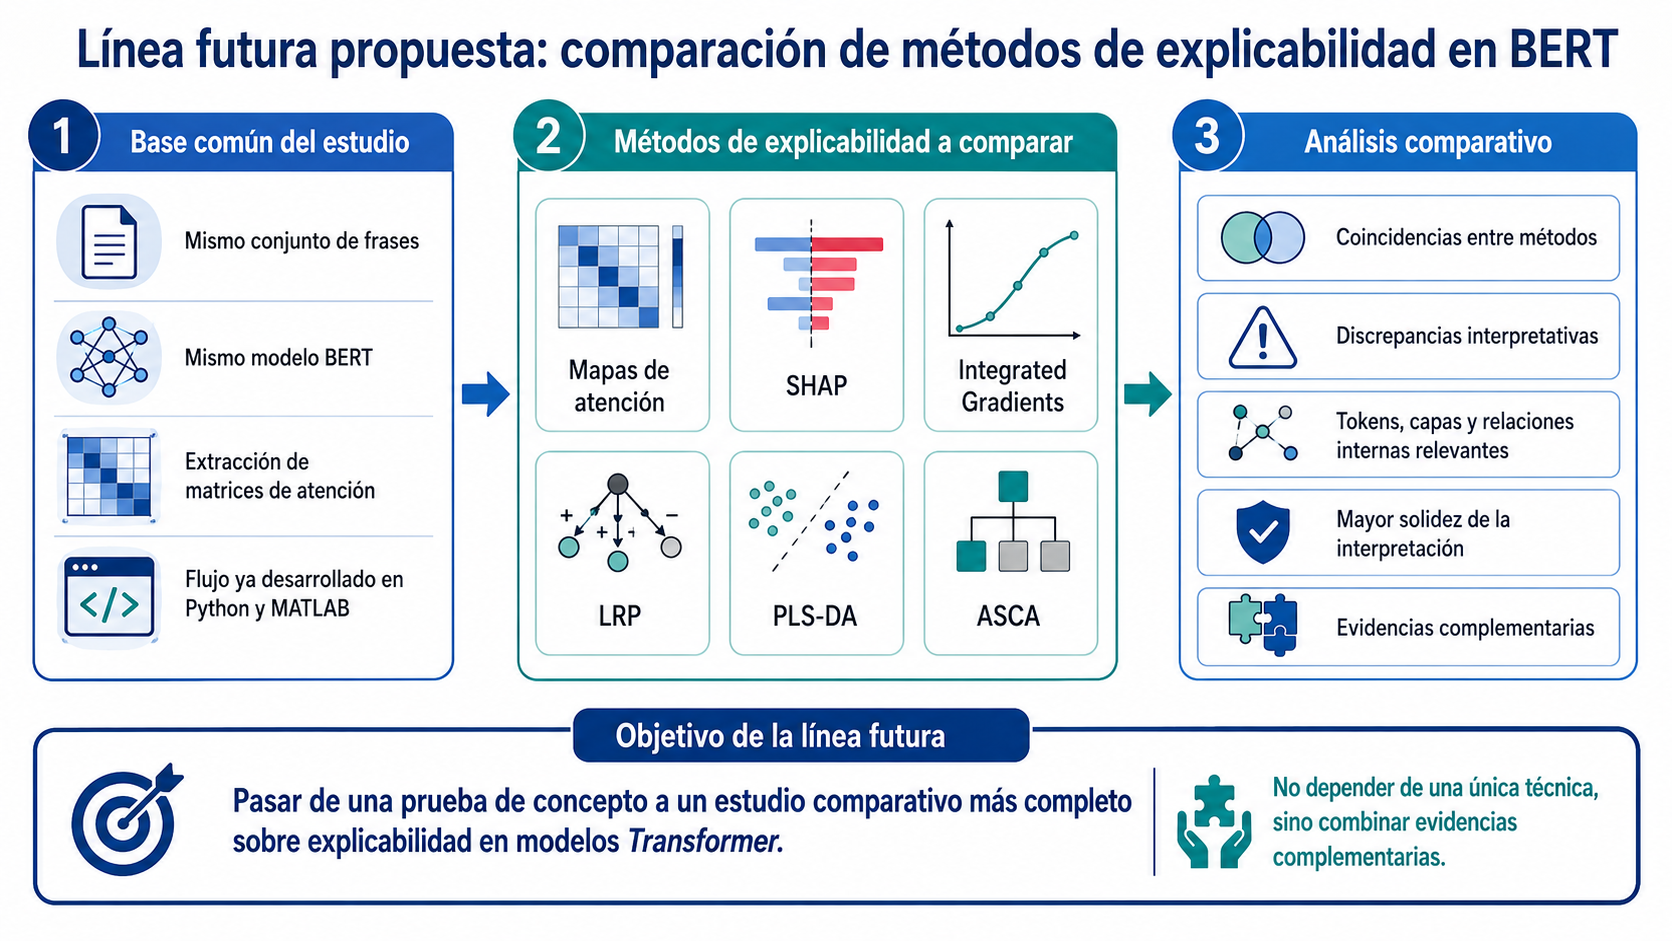 Línea futura propuesta: comparación de métodos de explicabilidad en BERT
1
Base común del estudio
Mismo conjunto de frases
Mismo modelo BERT
Extracción de
matrices de atención
</>
Flujo ya desarrollado en
Python y MATLAB
2
Métodos de explicabilidad a comparar
Mapas de
atención
SHAP
Integrated
Gradients
+ + + −
LRP
PLS-DA
ASCA
3
Análisis comparativo
Coincidencias entre métodos
Discrepancias interpretativas
Tokens, capas y relaciones
internas relevantes
Mayor solidez de la
interpretación
Evidencias complementarias
Objetivo de la línea futura
Pasar de una prueba de concepto a un estudio comparativo más completo
sobre explicabilidad en modelos Transformer.
No depender de una única técnica,
sino combinar evidencias
complementarias.